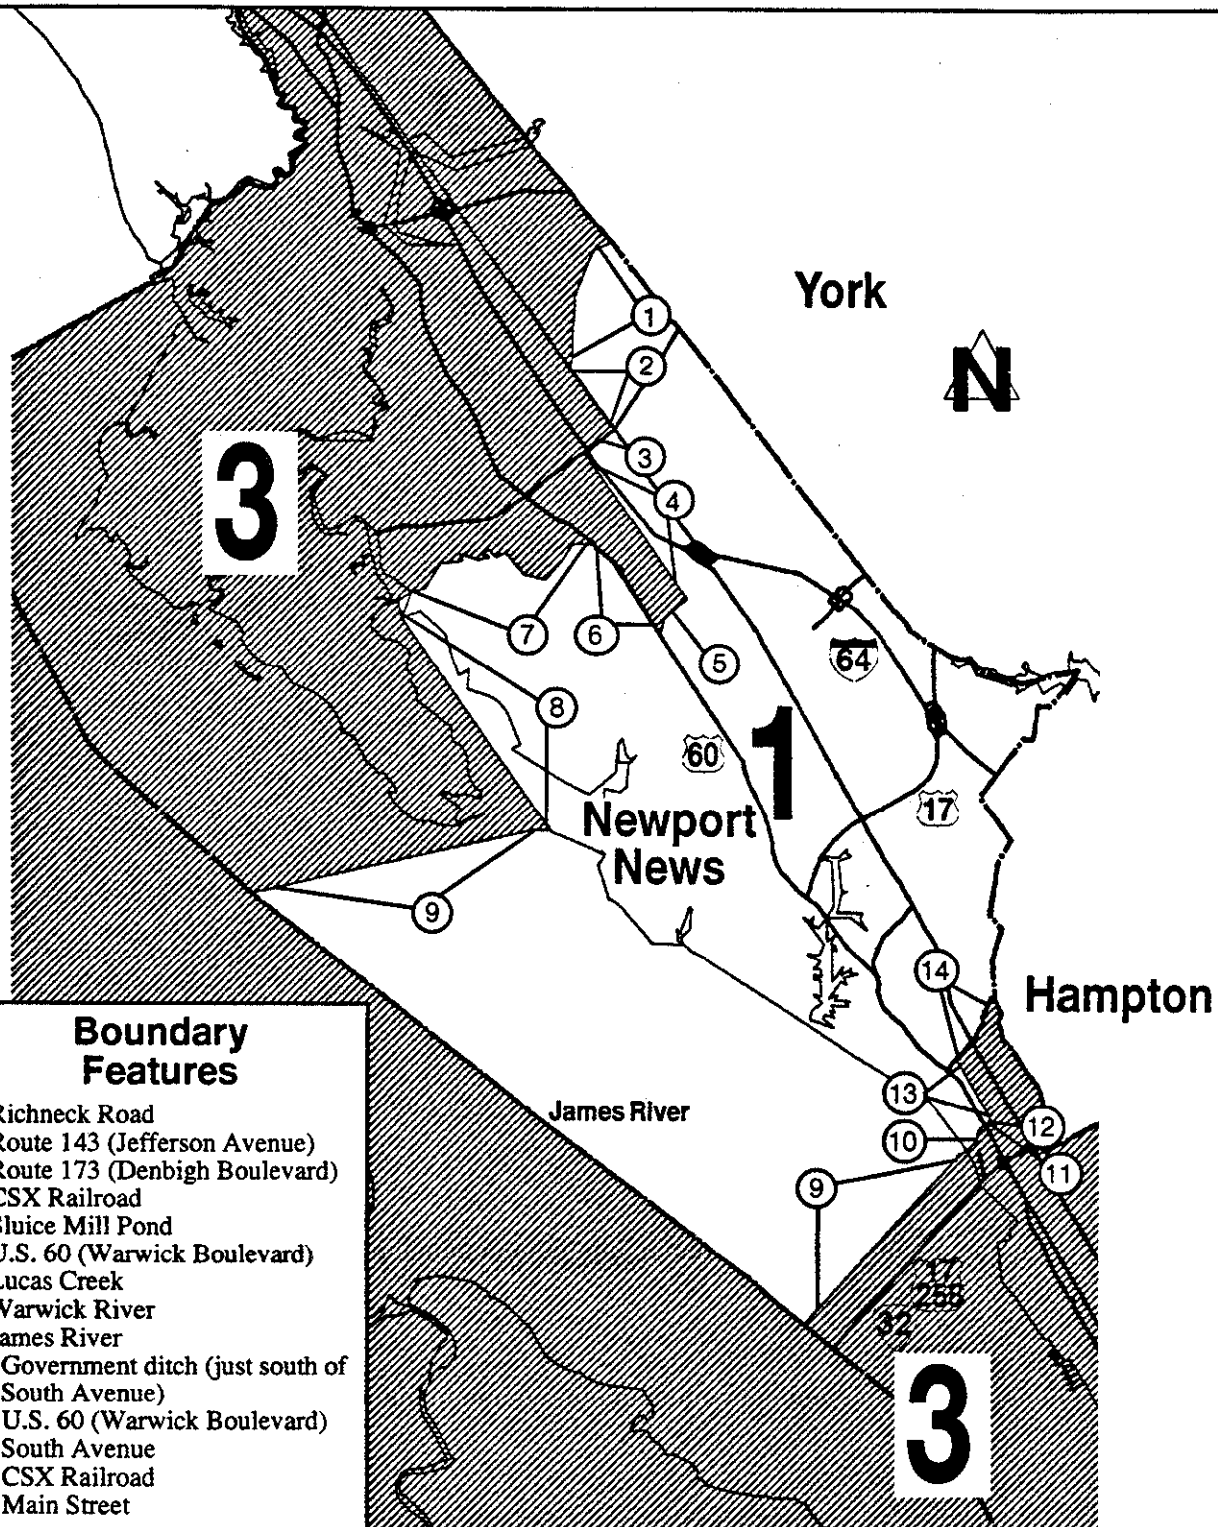 York
N
1
2
3
3
4
7
6
5
64
8
60
1
17
Newport
News
9
14
Hampton
Boundary
Features
Richneck Road
Route 143 (Jefferson Avenue)
Route 173 (Denbigh Boulevard)
CSX Railroad
Sluice Mill Pond
U.S. 60 (Warwick Boulevard)
Lucas Creek
Warwick River
James River
Government ditch (just south of
South Avenue)
U.S. 60 (Warwick Boulevard)
South Avenue
CSX Railroad
Main Street
James River
13
12
10
11
9
17
258
32
3